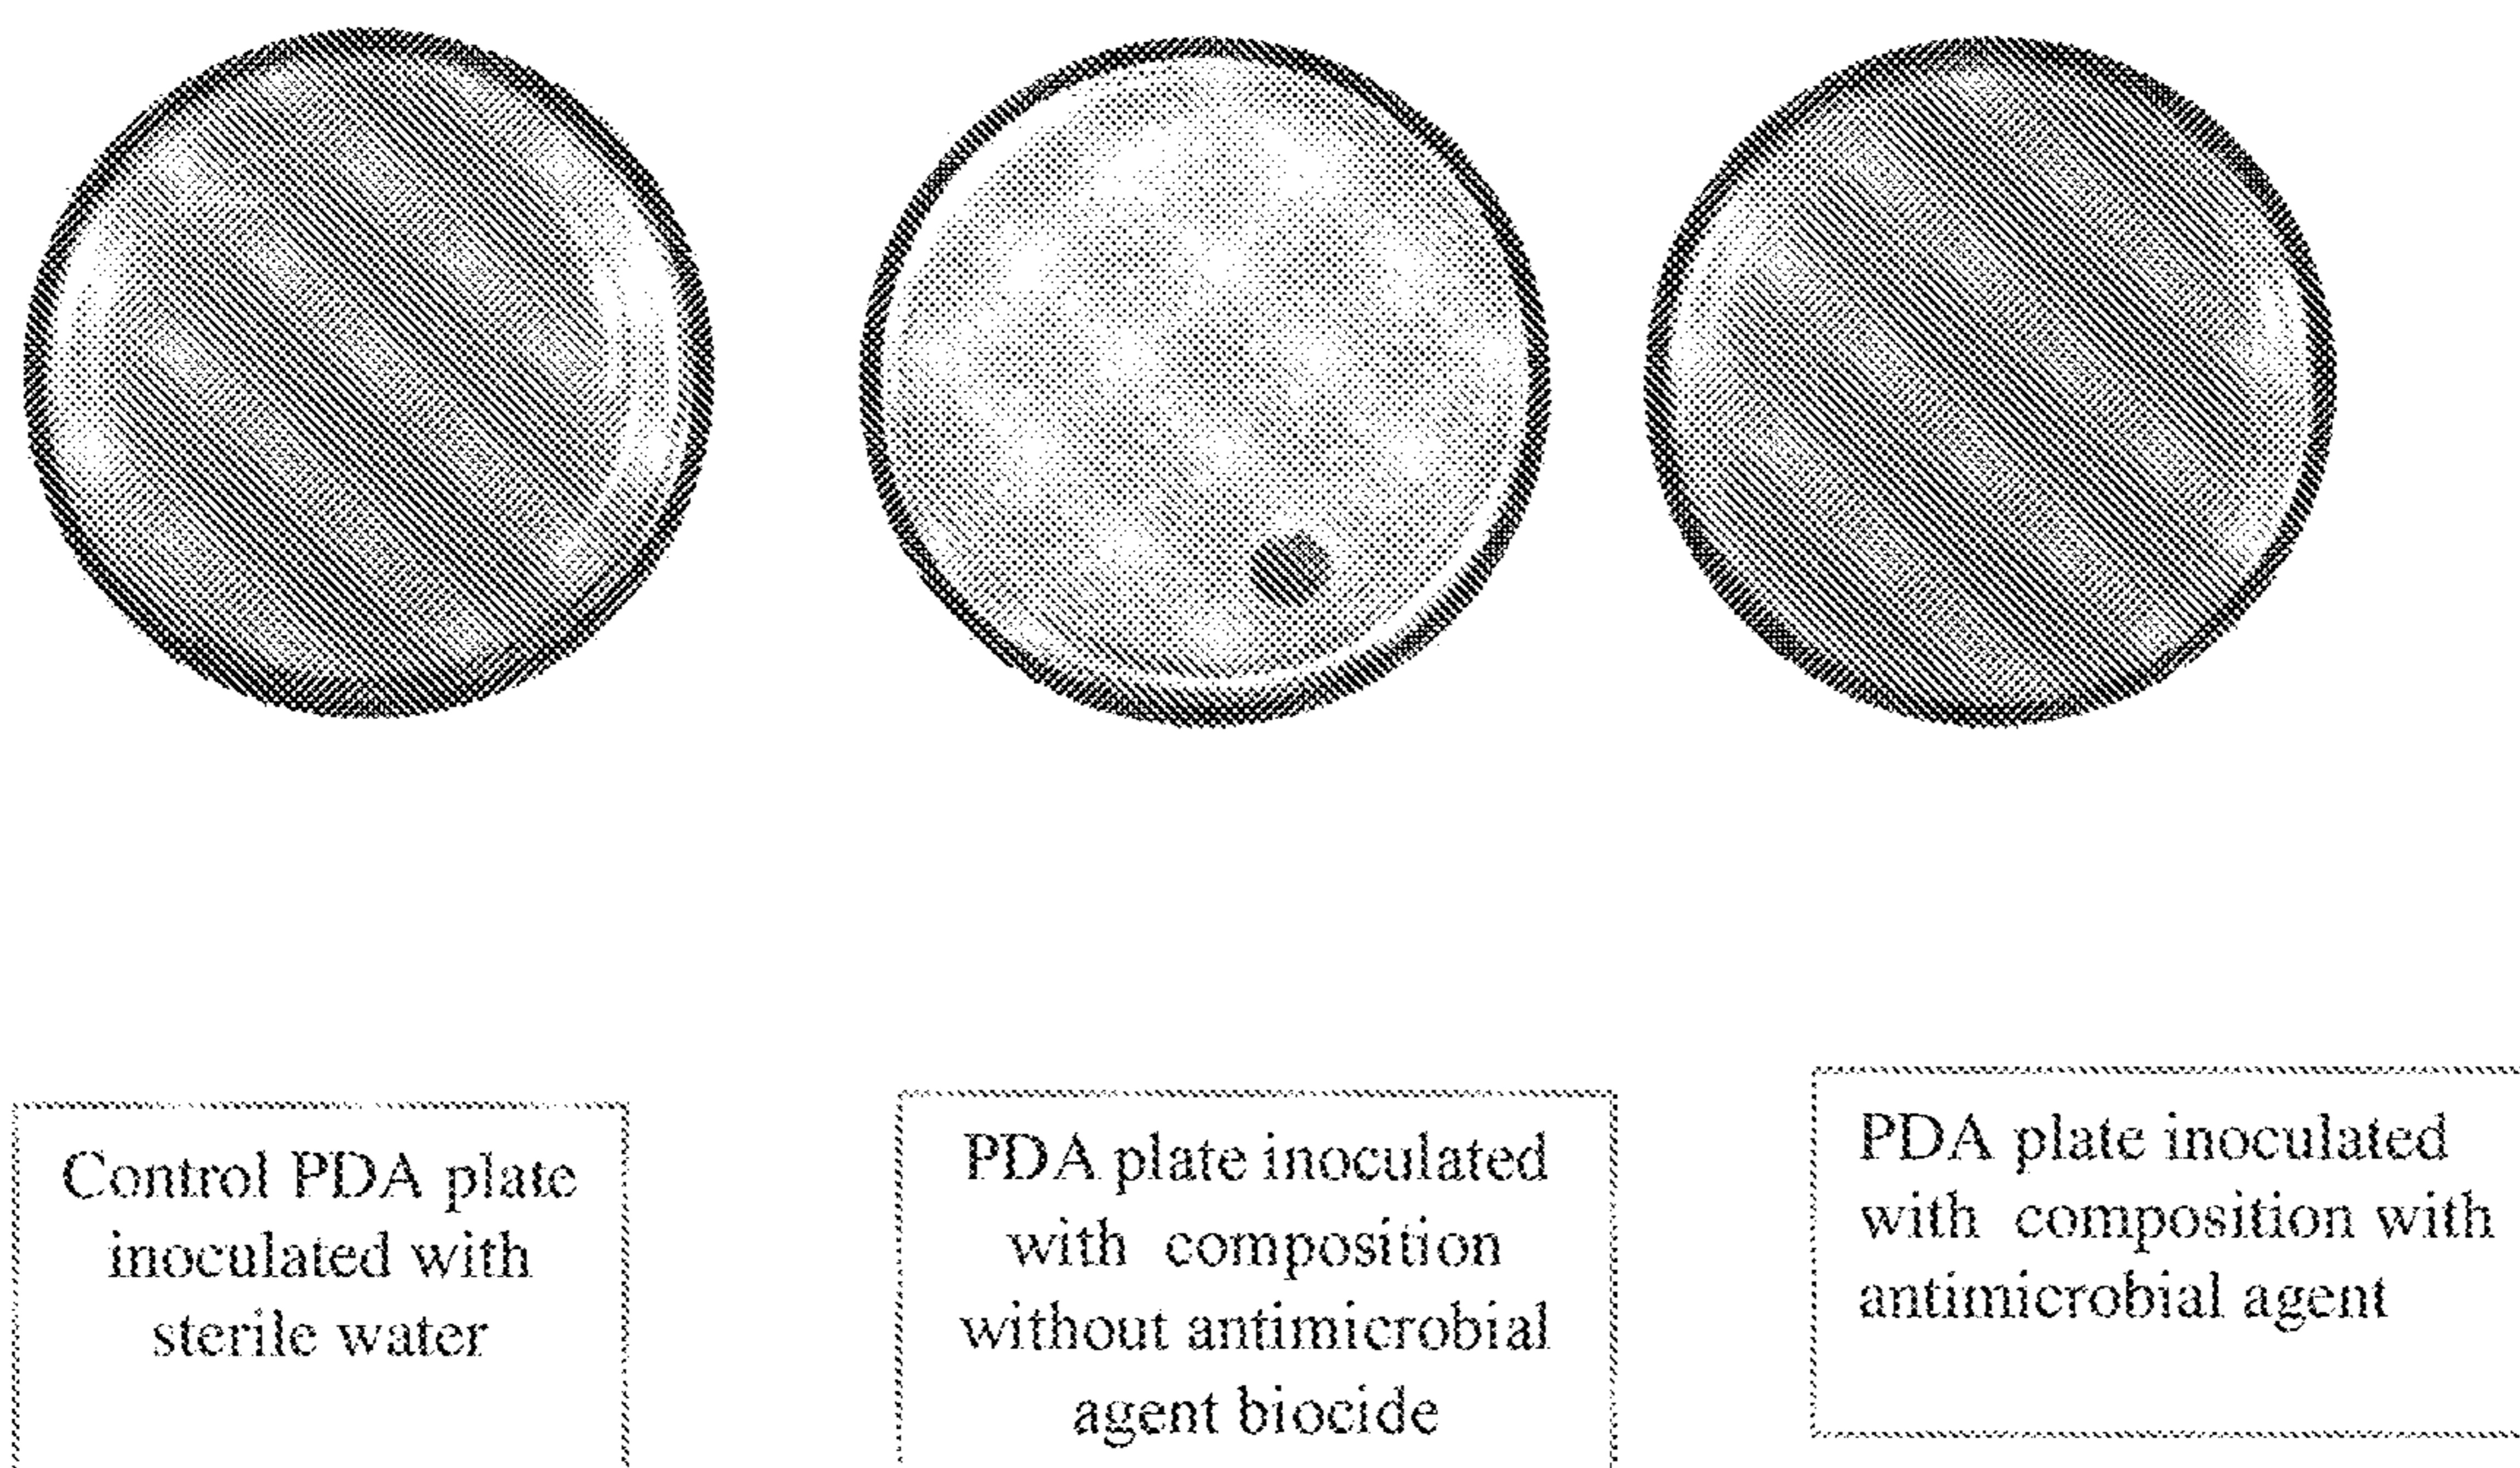 Control PDA plate
inoculated with
sterile water
PDA plate inoculated
with composition
without antimicrobial
agent biocide
PDA plate inoculated
with composition with
antimicrobial agent